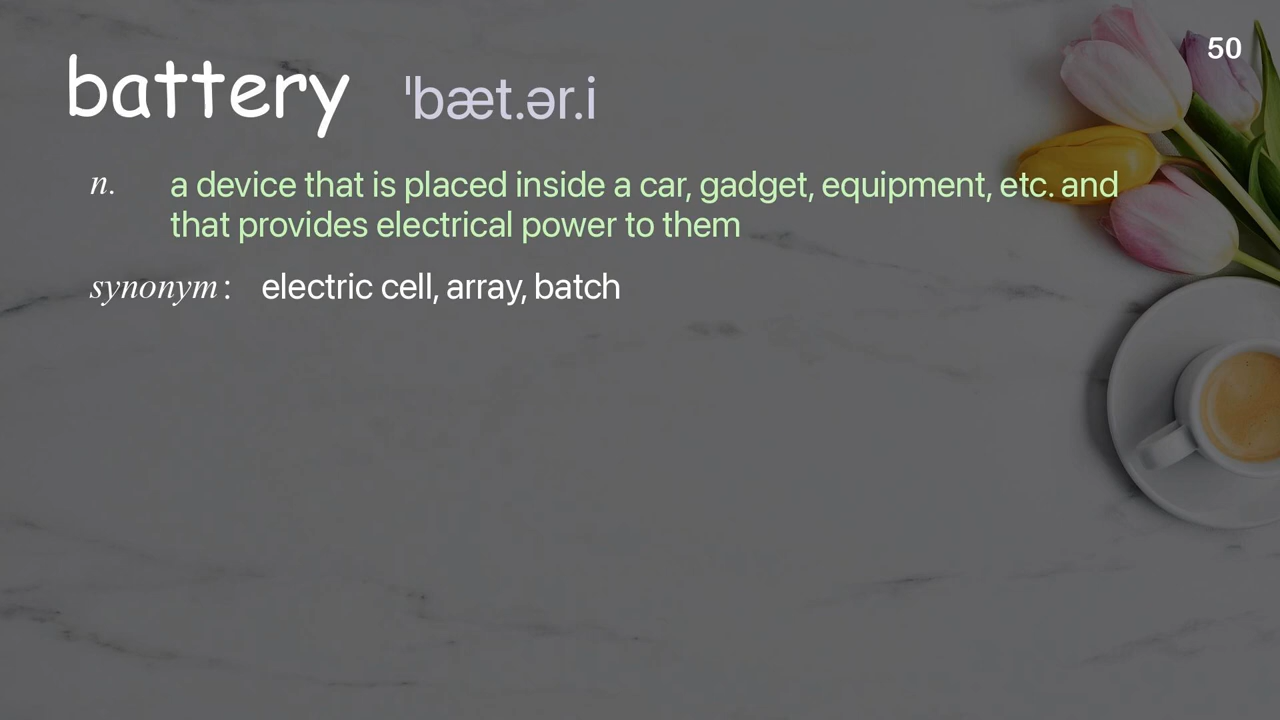 50
battery ˈbæt.ər.i
n. a device that is placed inside a car, gadget, equipment, etc. and
that provides electrical power to them
synonym : electric cell, array, batch